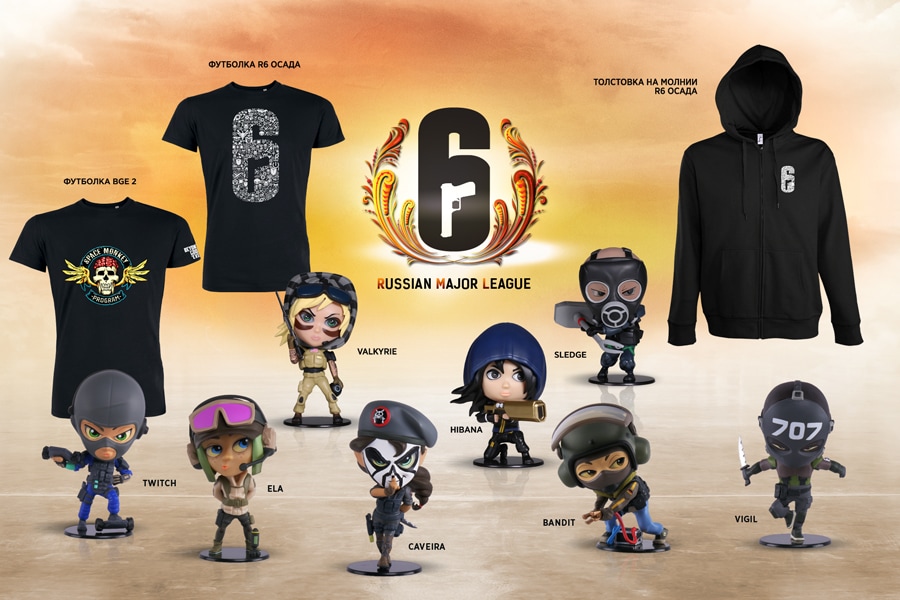 ФУТБОЛКА R6 ОСАДА
ТОЛСТОВКА НА МОЛНИИ
R6 ОСАДА
ФУТБОЛКА BGE 2
SPACE MONKEY
PROGRAM
6
RUSSIAN MAJOR LEAGUE
VALKYRIE
SLEDGE
HIBANA
TWITCH
ELA
CAVEIRA
BANDIT
707
VIGIL